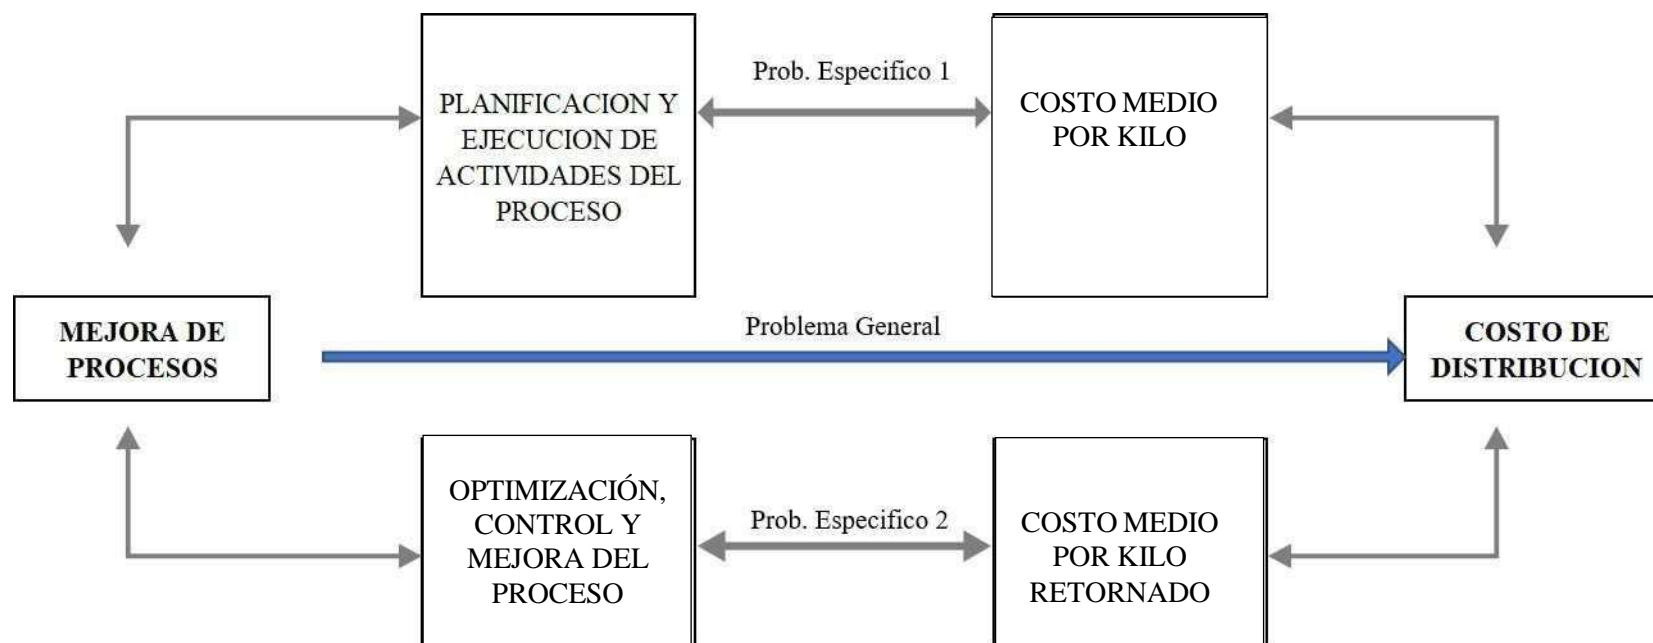 PLANIFICACION Y
EJECUCION DE
ACTIVIDADES DEL
PROCESO
Prob. Especifico 1
COSTO MEDIO
POR KILO
MEJORA DE
PROCESOS
Problema General
COSTO DE
DISTRIBUCION
OPTIMIZACIÓN,
CONTROL Y
MEJORA DEL
PROCESO
Prob. Especifico 2
COSTO MEDIO
POR KILO
RETORNADO